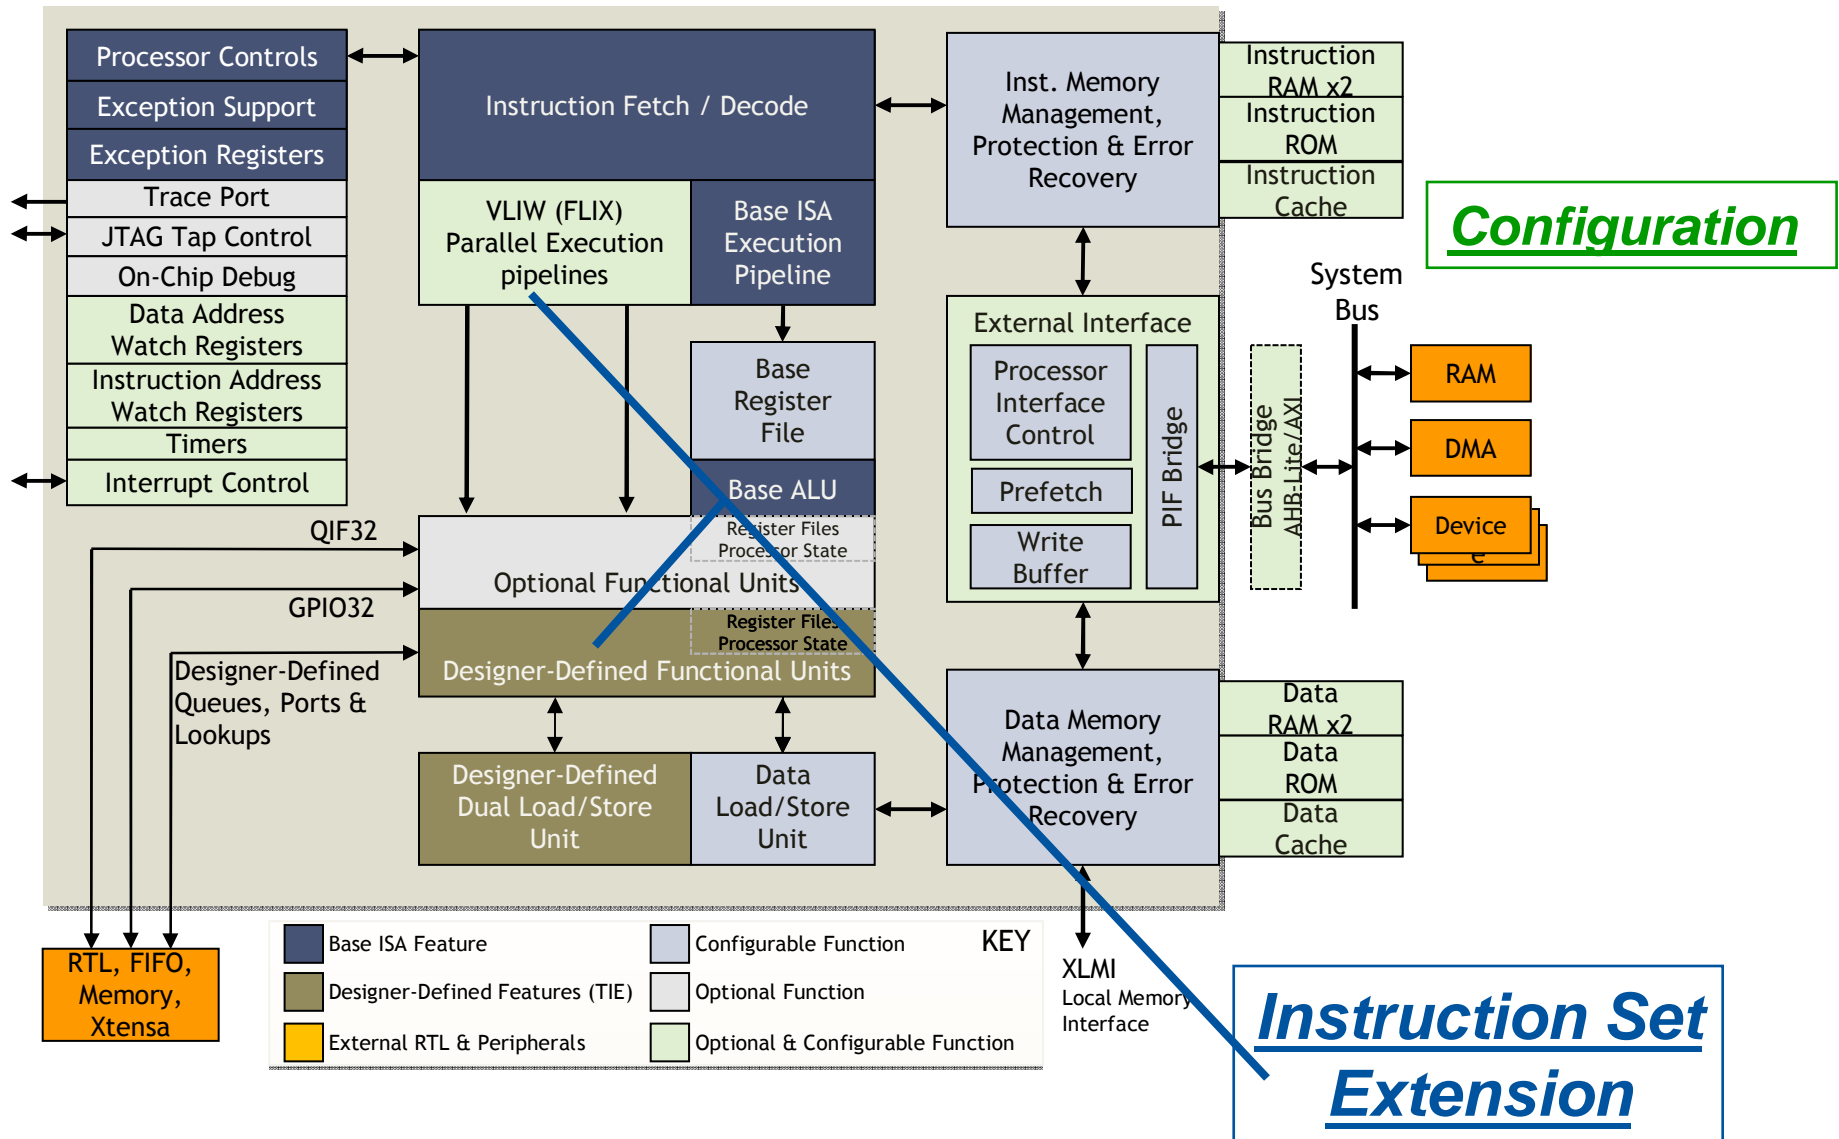 Processor Controls
Exception Support
Exception Registers
Trace Port
JTAG Tap Control
On-Chip Debug
Data Address
Watch Registers
Instruction Address
Watch Registers
Timers
Interrupt Control
Instruction Fetch / Decode
VLIW (FLIX)
Parallel Execution
pipelines
Base ISA
Execution
Pipeline
Base
Register
File
Base ALU
Register Files
Processor State
Optional Functional Units
Register Files
Processor State
Designer-Defined Functional Units
Designer-Defined
Dual Load/Store
Unit
Data
Load/Store
Unit
QIF32
GPIO32
Designer-Defined
Queues, Ports &
Lookups
RTL, FIFO,
Memory,
Xtensa
Inst. Memory
Management,
Protection & Error
Recovery
Instruction
RAM x2
Instruction
ROM
Instruction
Cache
Configuration
External Interface
Processor
Interface
Control
Prefetch
Write
Buffer
PIF Bridge
Bus Bridge
AHB-Lite/AXI
System
Bus
RAM
DMA
Device
e
Data Memory
Management,
Protection & Error
Recovery
Data
RAM x2
Data
ROM
Data
Cache
XLMI
Local Memory
Interface
KEY
Base ISA Feature
Configurable Function
Designer-Defined Features (TIE)
Optional Function
External RTL & Peripherals
Optional & Configurable Function
Instruction Set
Extension